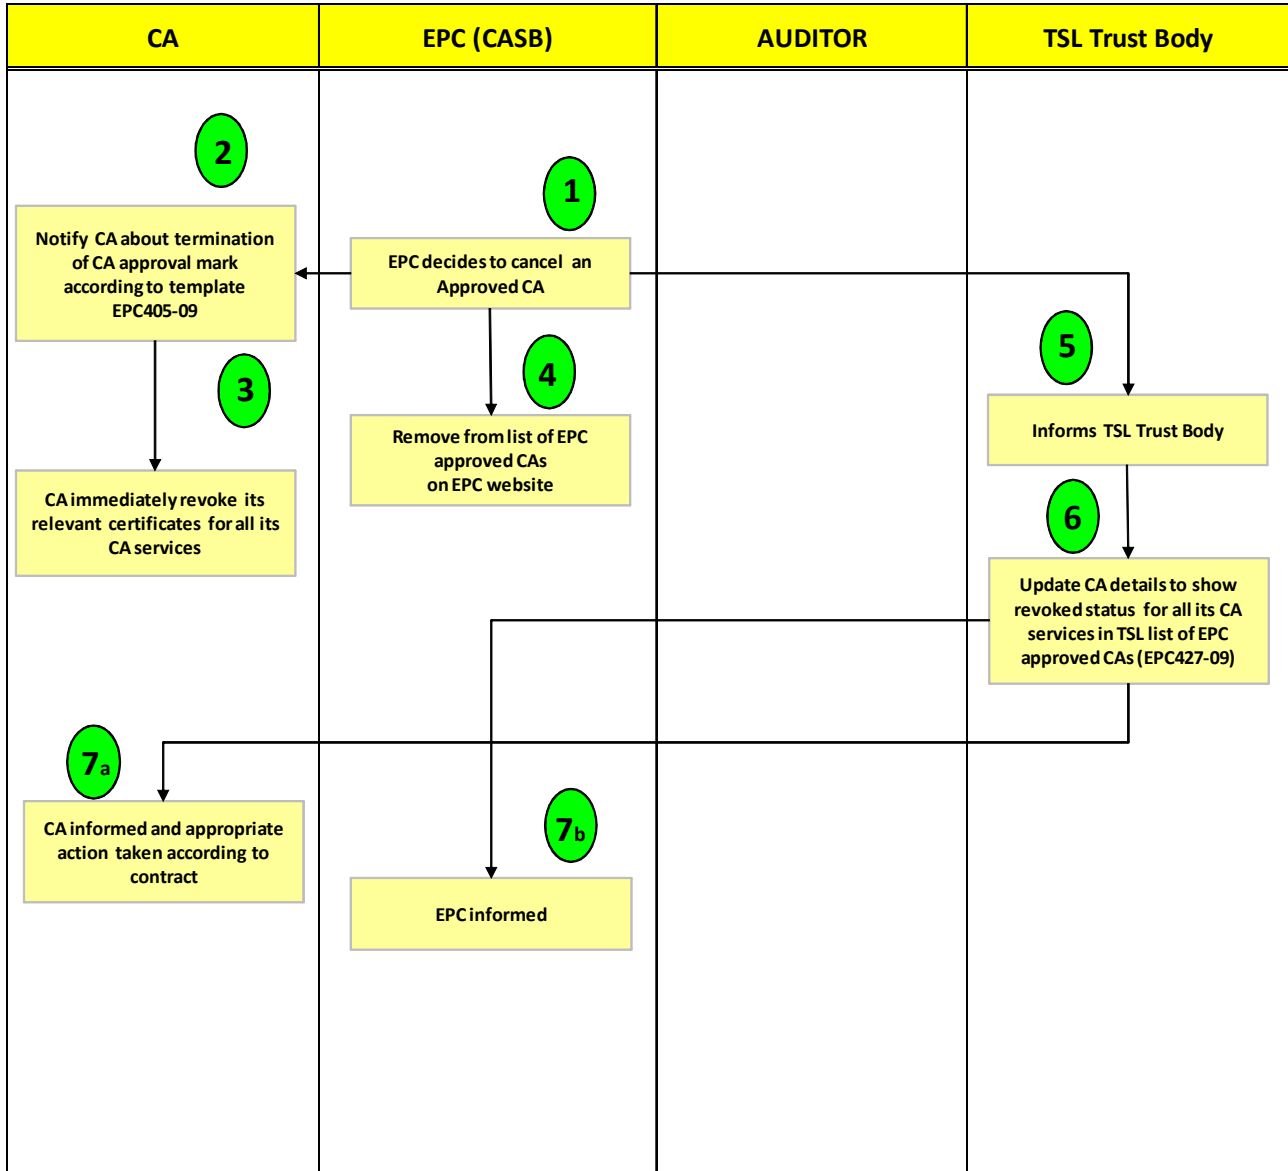 CA
EPC (CASB)
AUDITOR
TSL Trust Body
2
1
Notify CA about termination
of CA approval mark
according to template
EPC405-09
EPC decides to cancel an
Approved CA
3
4
5
Remove from list of EPC
approved CAs
on EPC website
Informs TSL Trust Body
CA immediately revoke its
relevant certificates for all its
CA services
6
Update CA details to show
revoked status for all its CA
services in TSL list of EPC
approved CAs (EPC427-09)
7a
CA informed and appropriate
action taken according to
contract
7b
EPC informed